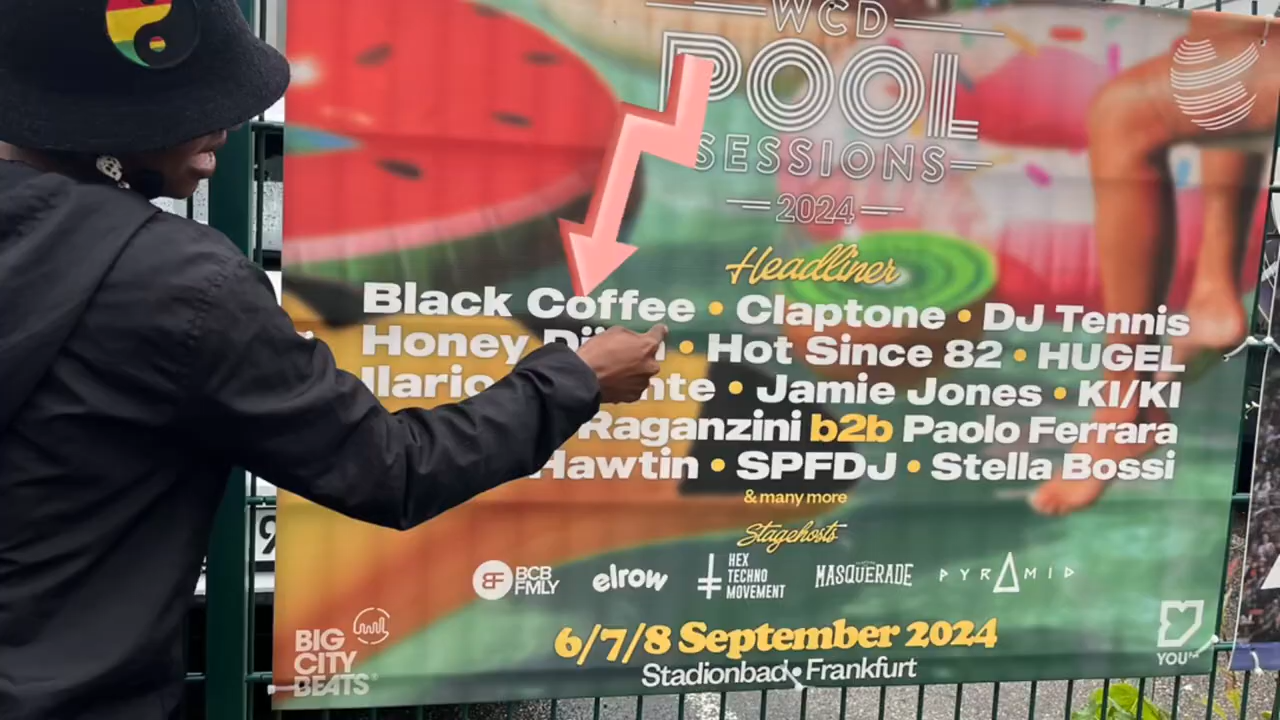 WCD
POOL
SESSIONS
2024
Headliner
Black Coffee • Claptone • DJ Tennis
Honey • Hot Since 82 • HUGEL
Ilario • Jamie Jones • KI/KI
Raganzini b2b Paolo Ferrara
Hawtin • SPFDJ • Stella Bossi
& many more
Stagehosts
BF BCB FMLY
elrow
HEX TECHNO MOVEMENT
MASQUERADE
PYRAMID
6/7/8 September 2024
Stadionbad • Frankfurt
BIG
CITY
BEATS
YOU